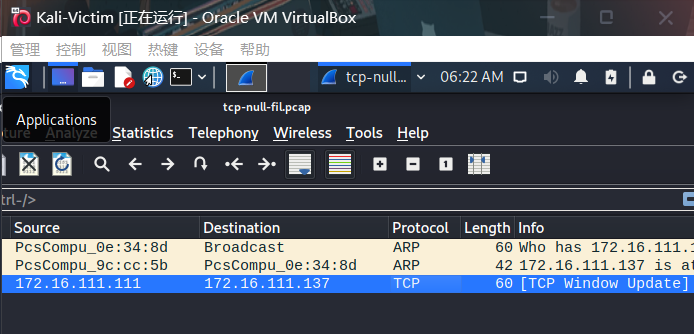 Kali-Victim [正在运行] - Oracle VM VirtualBox
管理 控制 视图 热键 设备 帮助
tcp-null... 06:22 AM
tcp-null-fil.pcap
Applications
Analyze Statistics Telephony Wireless Tools Help
trl-/>
Source Destination Protocol Length Info
PcsCompu_0e:34:8d Broadcast ARP 60 Who has 172.16.111.1
PcsCompu_9c:cc:5b PcsCompu_0e:34:8d ARP 42 172.16.111.137 is at
172.16.111.111 172.16.111.137 TCP 60 [TCP Window Update]